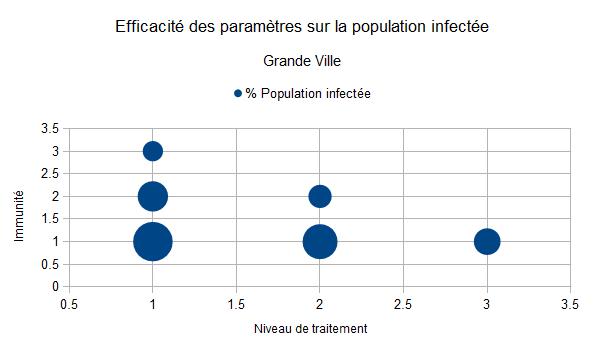 Efficacité des paramètres sur la population infectée
Grande Ville
% Population infectée
3.5
3
2.5
2
1.5
1
0.5
0
Immunité
0.5 1 1.5 2 2.5 3 3.5
Niveau de traitement